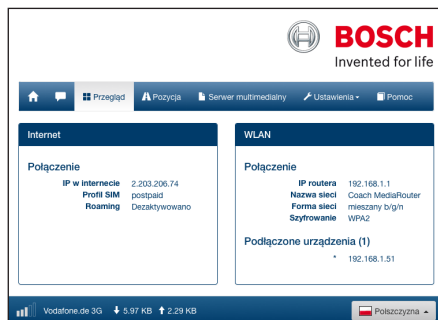 BOSCH
Invented for life
Przegląd Pozycja Serwer multimedialny Ustawienia Pomoc
Internet
Połączenie
IP w internecie 2.203.206.74
Profil SIM postpaid
Roaming Dezaktywowano
WLAN
Połączenie
IP routera 192.168.1.1
Nazwa sieci Coach MediaRouter
Forma sieci mieszany b/g/n
Szyfrowanie WPA2
Podłączone urządzenia (1)
* 192.168.1.51
Vodafone.de 3G 5.97 KB 2.29 KB Polszczyzna